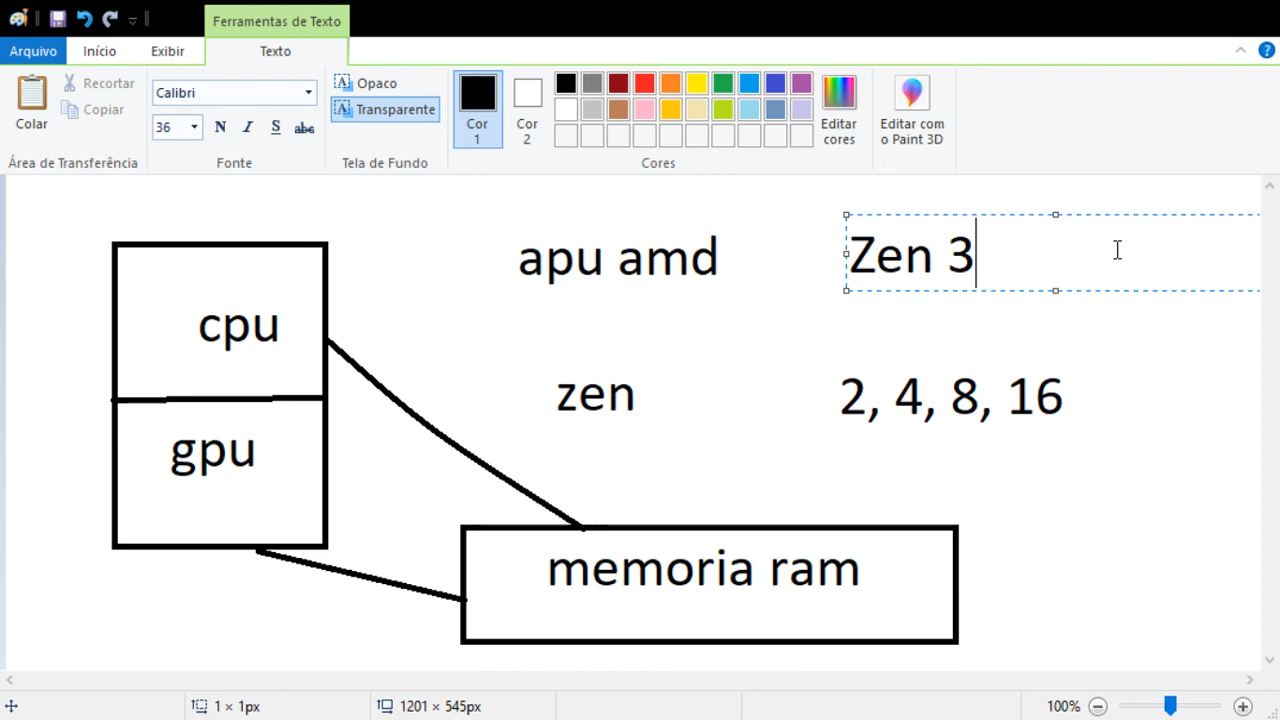 Ferramentas de Texto
Arquivo
Início
Exibir
Texto
Colar
Recortar
Copiar
Área de Transferência
Calibri
36
N I S abc
Fonte
Opaco
Transparente
Tela de Fundo
Cor 1
Cor 2
Editar cores
Cores
Editar com o Paint 3D
apu amd
Zen 3
cpu
zen
2, 4, 8, 16
gpu
memoria ram
1 × 1px
1201 × 545px
100%